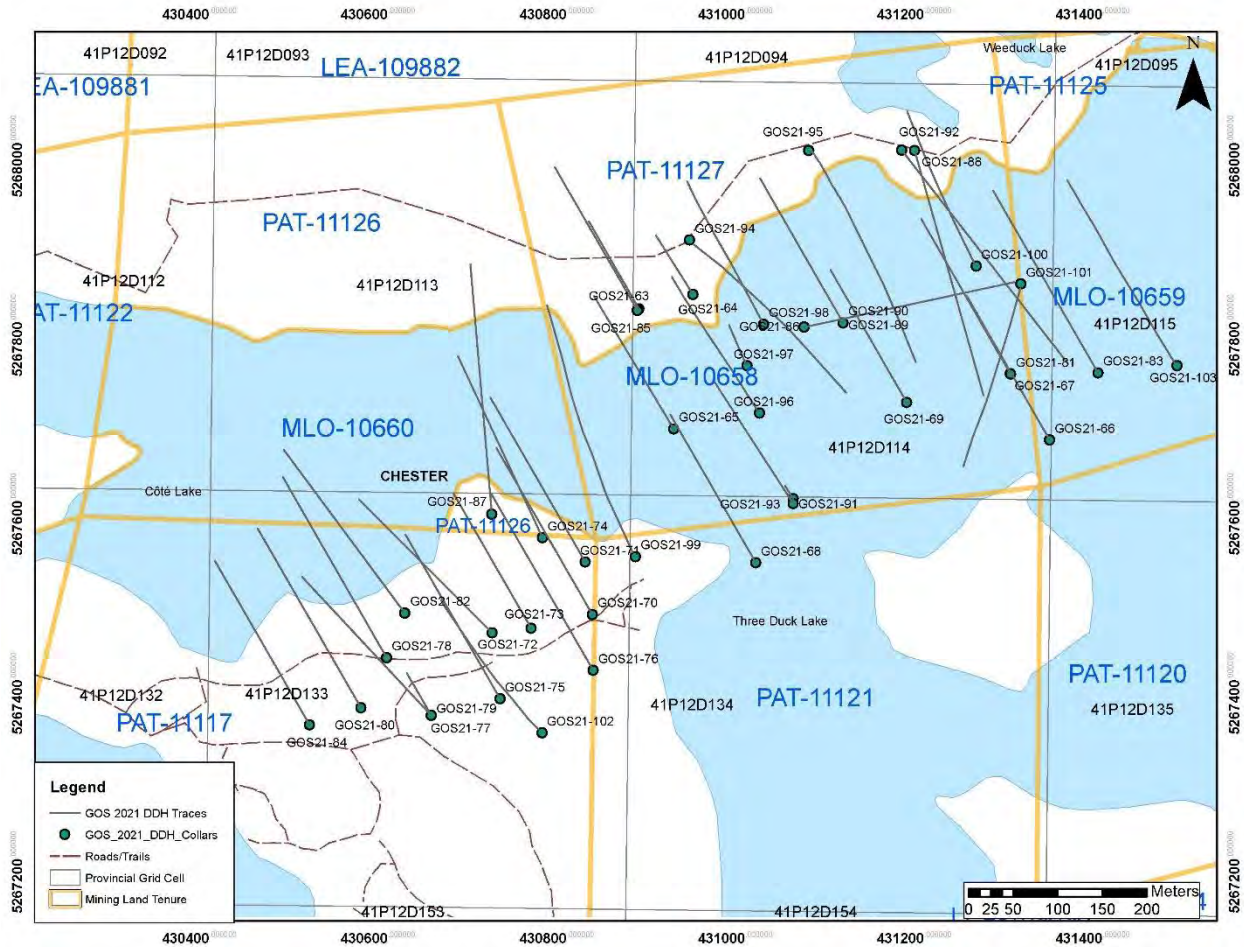 430400 430600 430800 431000 431200 431400
41P12D092
41P12D093
LEA-109882
41P12D094
Weeduck Lake
N
41P12D095
EA-109881
PAT-11125
5268000
5268000
GOS21-95
GOS21-92
GOS21-88
PAT-11127
PAT-11126
GOS21-94
GOS21-100
GOS21-101
41P12D112
41P12D113
GOS21-63
GOS21-64
MLO-10659
AT-11122
GOS21-85
GOS21-98
GOS21-86
GOS21-90
GOS21-89
41P12D115
5267800
5267800
GOS21-97
MLO-10658
GOS21-81
GOS21-83
GOS21-103
GOS21-67
GOS21-96
GOS21-69
GOS21-65
MLO-10660
GOS21-66
41P12D114
CHESTER
Côté Lake
GOS21-87
GOS21-93
GOS21-91
PAT-11126
5267600
5267600
GOS21-74
GOS21-71
GOS21-99
GOS21-68
GOS21-82
GOS21-73
GOS21-70
GOS21-72
Three Duck Lake
GOS21-78
GOS21-76
PAT-11120
41P12D132
41P12D133
GOS21-75
41P12D134
PAT-11121
41P12D135
5267400
5267400
PAT-11117
GOS21-80
GOS21-79
GOS21-77
GOS21-102
GOS21-84
Legend
GOS 2021 DDH Traces
GOS_2021_DDH_Collars
Roads/Trails
Provincial Grid Cell
Mining Land Tenure
5267200
5267200
Meters
0 25 50 100 150 200
41P12D153
41P12D154
4
430400 430600 430800 431000 431200 431400